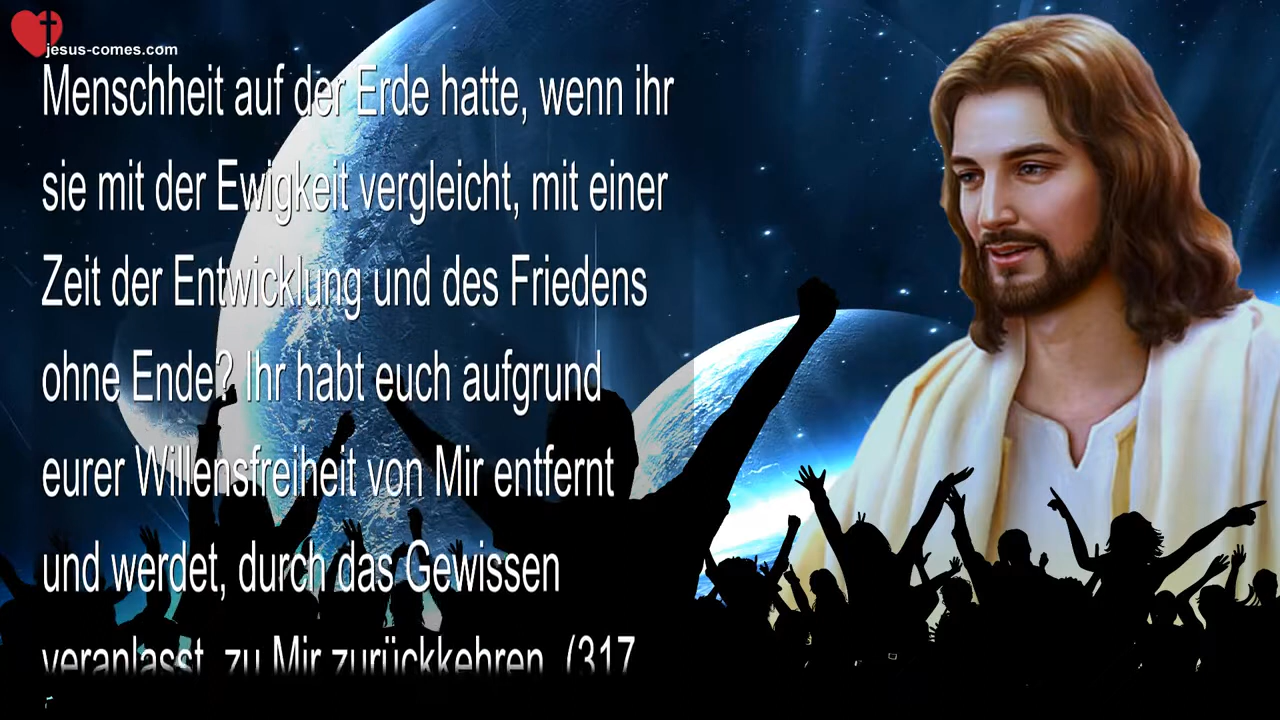 jesus-comes.com
Menschheit auf der Erde hatte, wenn ihr
sie mit der Ewigkeit vergleicht, mit einer
Zeit der Entwicklung und des Friedens
ohne Ende? Ihr habt euch aufgrund
eurer Willensfreiheit von Mir entfernt
und werdet, durch das Gewissen
veranlasst, zu Mir zurückkehren. (317